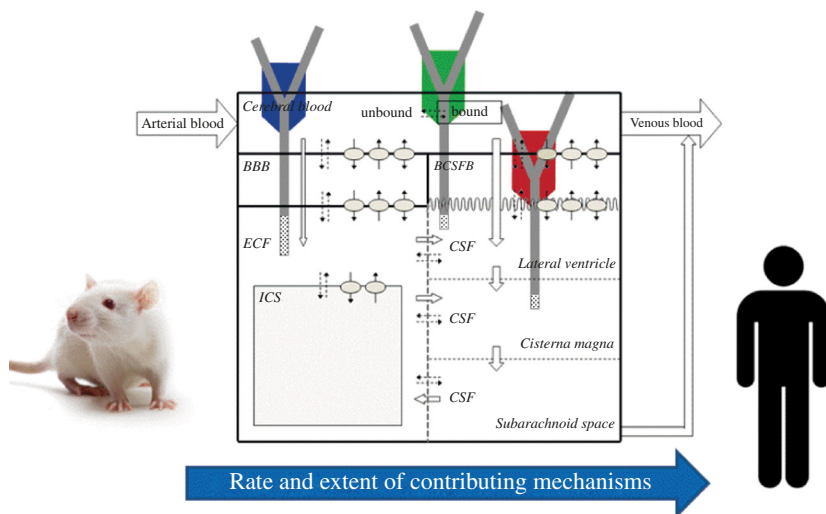 Cerebral blood
Arterial blood
unbound
bound
Venous blood
BBB
BCSFB
ECF
CSF
Lateral ventricle
ICS
CSF
Cisterna magna
CSF
Subarachnoid space
Rate and extent of contributing mechanisms